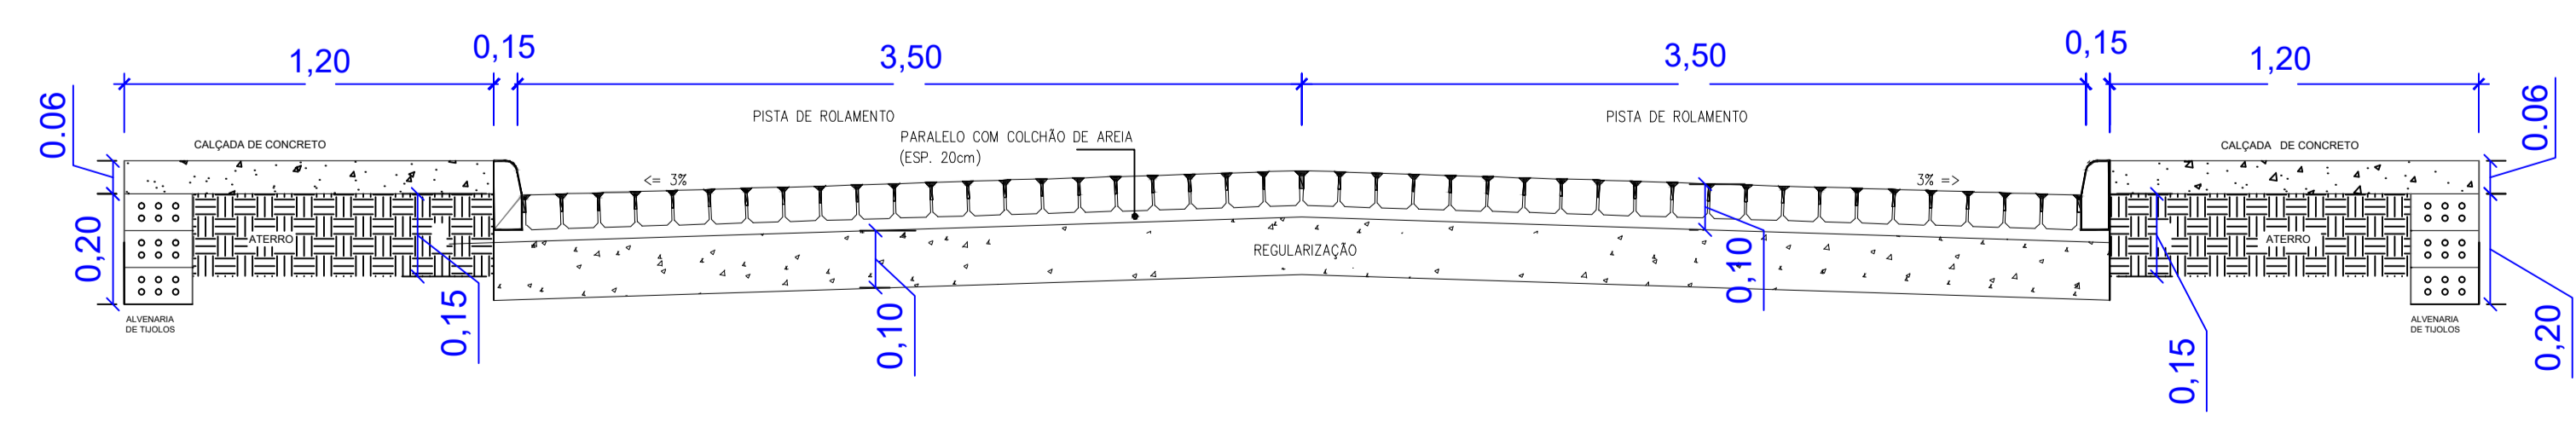 1,20
0,15
3,50
3,50
0,15
1,20
0.06
0.06
PISTA DE ROLAMENTO
PISTA DE ROLAMENTO
PARALELO COM COLCHÃO DE AREIA
(ESP. 20cm)
CALÇADA DE CONCRETO
CALÇADA DE CONCRETO
<= 3%
3% =>
0,20
ATERRO
REGULARIZAÇÃO
ATERRO
0,10
0,15
0,10
0,15
0,20
ALVENARIA
DE TIJOLOS
ALVENARIA
DE TIJOLOS